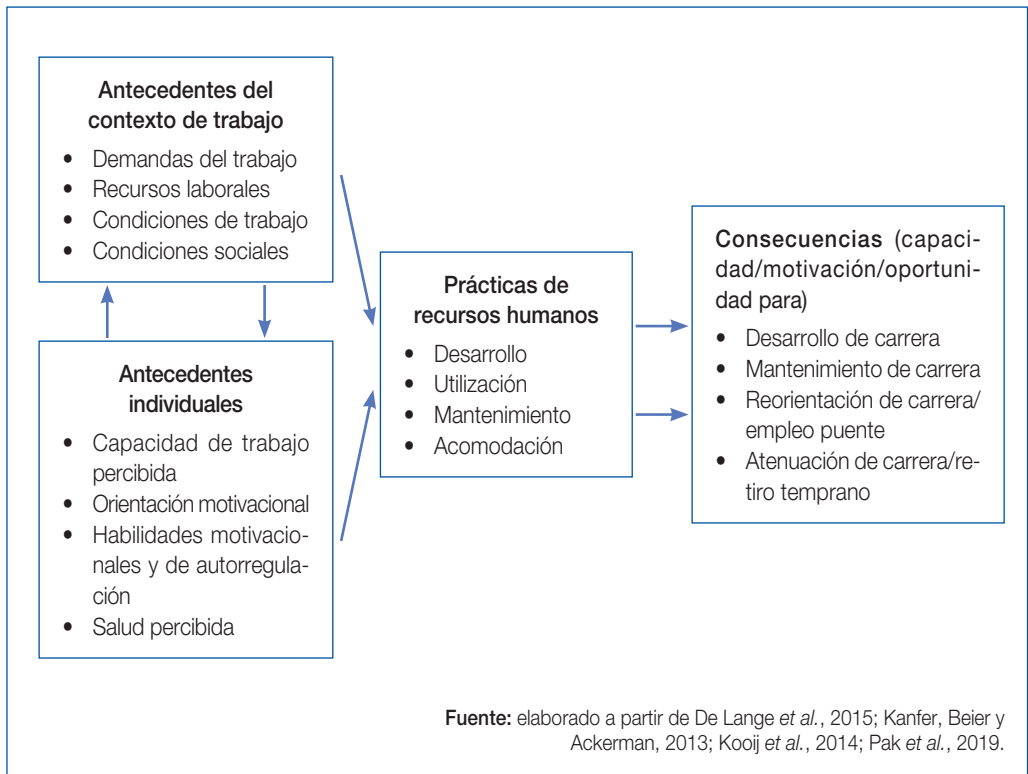 Antecedentes del
contexto de trabajo
• Demandas del trabajo
• Recursos laborales
• Condiciones de trabajo
• Condiciones sociales
Antecedentes
individuales
• Capacidad de trabajo
percibida
• Orientación motivacional
• Habilidades motivacio-
nales y de autorregula-
ción
• Salud percibida
Prácticas de
recursos humanos
• Desarrollo
• Utilización
• Mantenimiento
• Acomodación
Consecuencias (capaci-
dad/motivación/oportuni-
dad para)
• Desarrollo de carrera
• Mantenimiento de carrera
• Reorientación de carrera/
empleo puente
• Atenuación de carrera/re-
tiro temprano
Fuente: elaborado a partir de De Lange et al., 2015; Kanfer, Beier y
Ackerman, 2013; Kooij et al., 2014; Pak et al., 2019.